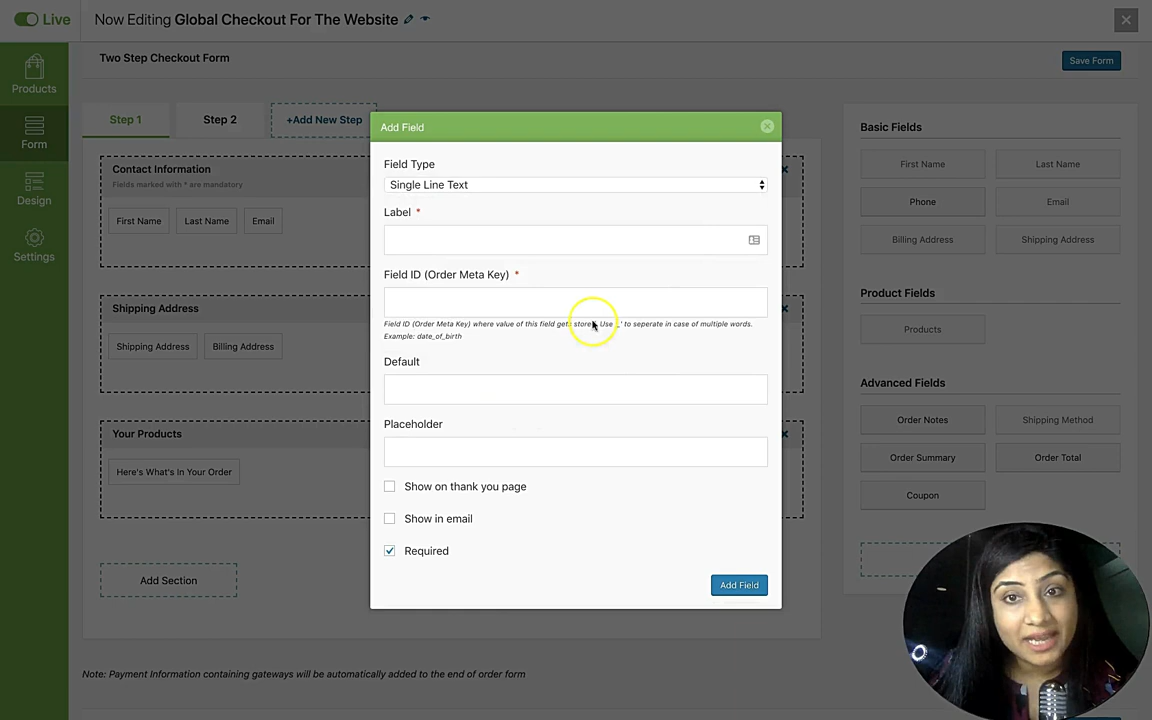 Live
Now Editing Global Checkout For The Website
Two Step Checkout Form
Save Form
Products
Form
Design
Settings
Step 1
Step 2
+Add New Step
Contact Information
Fields marked with * are mandatory
First Name
Last Name
Email
Shipping Address
Shipping Address
Billing Address
Your Products
Here's What's In Your Order
Add Section
Note: Payment Information containing gateways will be automatically added to the end of order form
Add Field
Field Type
Single Line Text
Label *
Field ID (Order Meta Key) *
Field ID (Order Meta Key) where value of this field gets stored. Use '_' to seperate in case of multiple words.
Example: date_of_birth
Default
Placeholder
Show on thank you page
Show in email
Required
Add Field
Basic Fields
First Name
Last Name
Phone
Email
Billing Address
Shipping Address
Product Fields
Products
Advanced Fields
Order Notes
Shipping Method
Order Summary
Order Total
Coupon